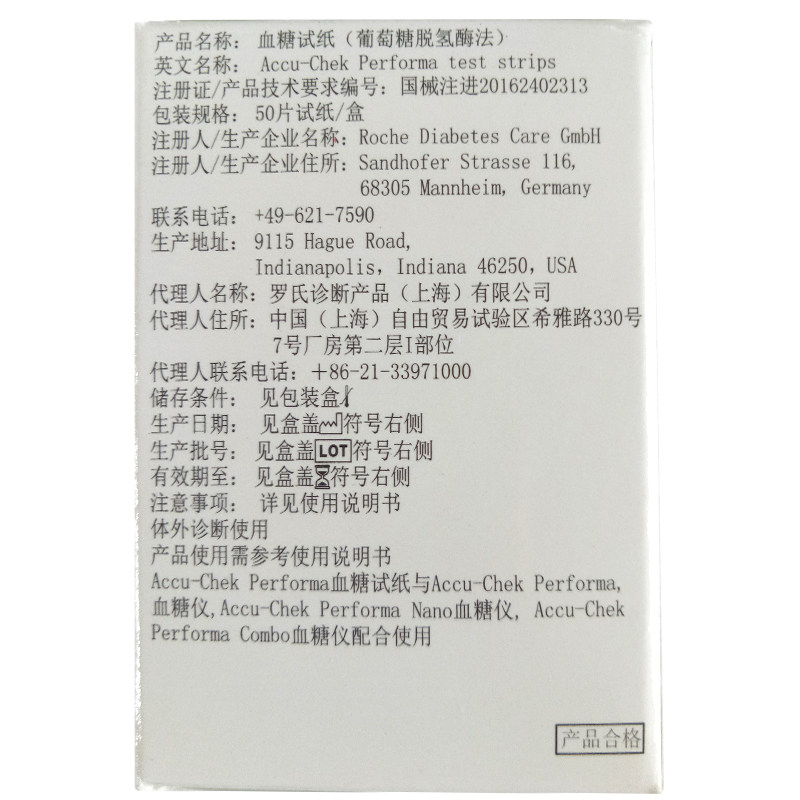 产品名称： 血糖试纸（葡萄糖脱氢酶法）
英文名称： Accu-Chek Performa test strips
注册证/产品技术要求编号：国械注进20162402313
包装规格：50片试纸/盒
注册人/生产企业名称：Roche Diabetes Care GmbH
注册人/生产企业住所：Sandhofer Strasse 116,
68305 Mannheim, Germany
联系电话： +49-621-7590
生产地址： 9115 Hague Road,
Indianapolis, Indiana 46250, USA
代理人名称：罗氏诊断产品（上海）有限公司
代理人住所：中国（上海）自由贸易试验区希雅路330号
7号厂房第二层I部位
代理人联系电话：＋86-21-33971000
储存条件： 见包装盒
生产日期： 见盒盖符号右侧
生产批号： 见盒盖LOT符号右侧
有效期至： 见盒盖符号右侧
注意事项： 详见使用说明书
体外诊断使用
产品使用需参考使用说明书
Accu-Chek Performa血糖试纸与Accu-Chek Performa,
血糖仪,Accu-Chek Performa Nano血糖仪, Accu-Chek
Performa Combo血糖仪配合使用
产品合格